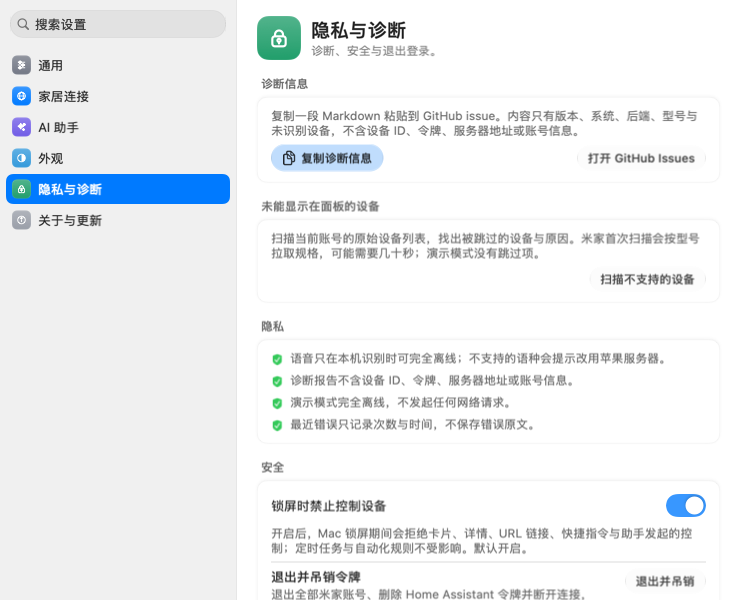 搜索设置
通用
家居连接
AI 助手
外观
隐私与诊断
关于与更新
隐私与诊断
诊断、安全与退出登录。
诊断信息
复制一段 Markdown 粘贴到 GitHub issue。内容只有版本、系统、后端、型号与
未识别设备，不含设备 ID、令牌、服务器地址或账号信息。
复制诊断信息
打开 GitHub Issues
未能显示在面板的设备
扫描当前账号的原始设备列表，找出被跳过的设备与原因。米家首次扫描会按型号
拉取规格，可能需要几十秒；演示模式没有跳过项。
扫描不支持的设备
隐私
语音只在本机识别时可完全离线；不支持的语种会提示改用苹果服务器。
诊断报告不含设备 ID、令牌、服务器地址或账号信息。
演示模式完全离线，不发起任何网络请求。
最近错误只记录次数与时间，不保存错误原文。
安全
锁屏时禁止控制设备
开启后，Mac 锁屏期间会拒绝卡片、详情、URL 链接、快捷指令与助手发起的控
制；定时任务与自动化规则不受影响。默认开启。
退出并吊销令牌
退出并吊销
退出全部米家账号、删除 Home Assistant 令牌并断开连接，